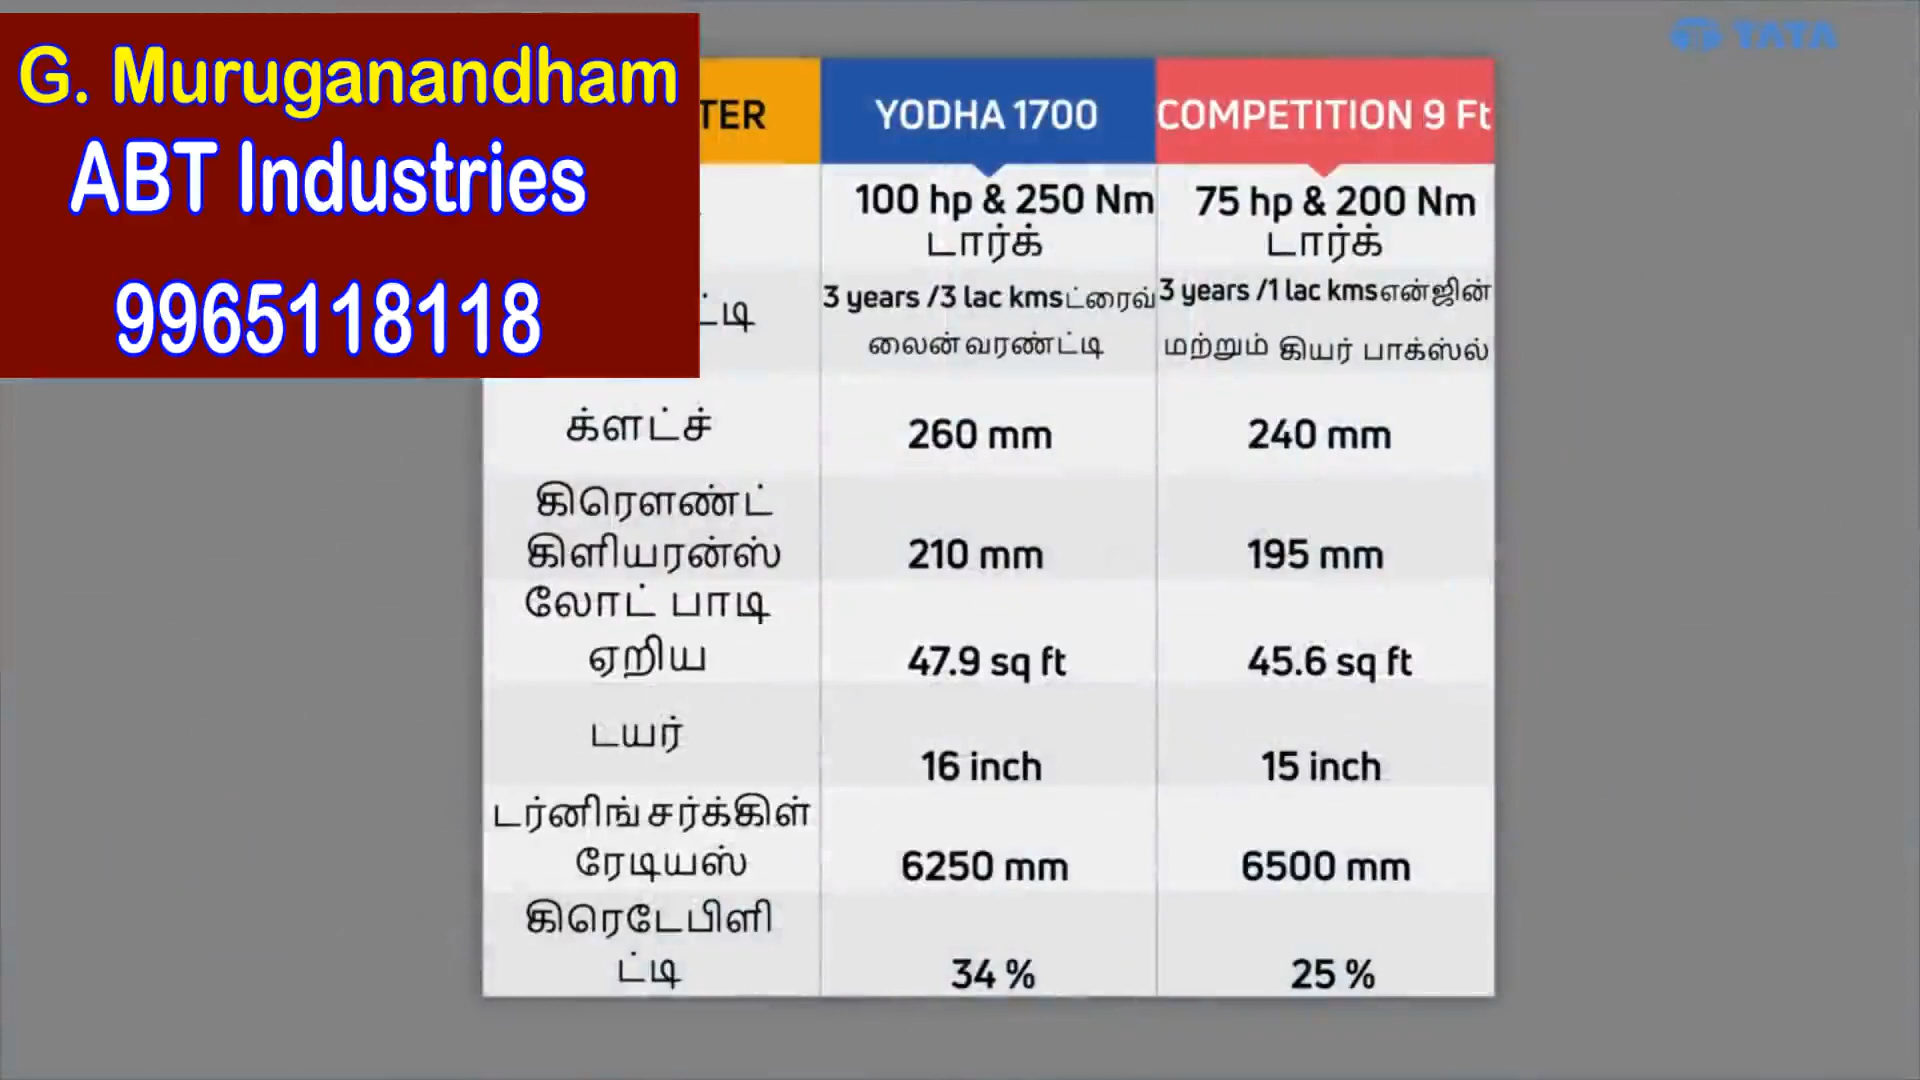 G. Muruganandham
ABT Industries
9965118118
TATA
TER YODHA 1700 COMPETITION 9 Ft
100 hp & 250 Nm 75 hp & 200 Nm
டார்க் டார்க்
ட்டி 3 years /3 lac kms ட்ரைவ் 3 years /1 lac kms என்ஜின்
லைன் வரண்ட்டி மற்றும் கியர் பாக்ஸ்ல்
க்ளட்ச் 260 mm 240 mm
கிரௌண்ட்
கிளியரன்ஸ் 210 mm 195 mm
லோட் பாடி
ஏறிய 47.9 sq ft 45.6 sq ft
டயர் 16 inch 15 inch
டர்னிங் சர்க்கிள்
ரேடியஸ் 6250 mm 6500 mm
கிரெடேபிளி
ட்டி 34 % 25 %